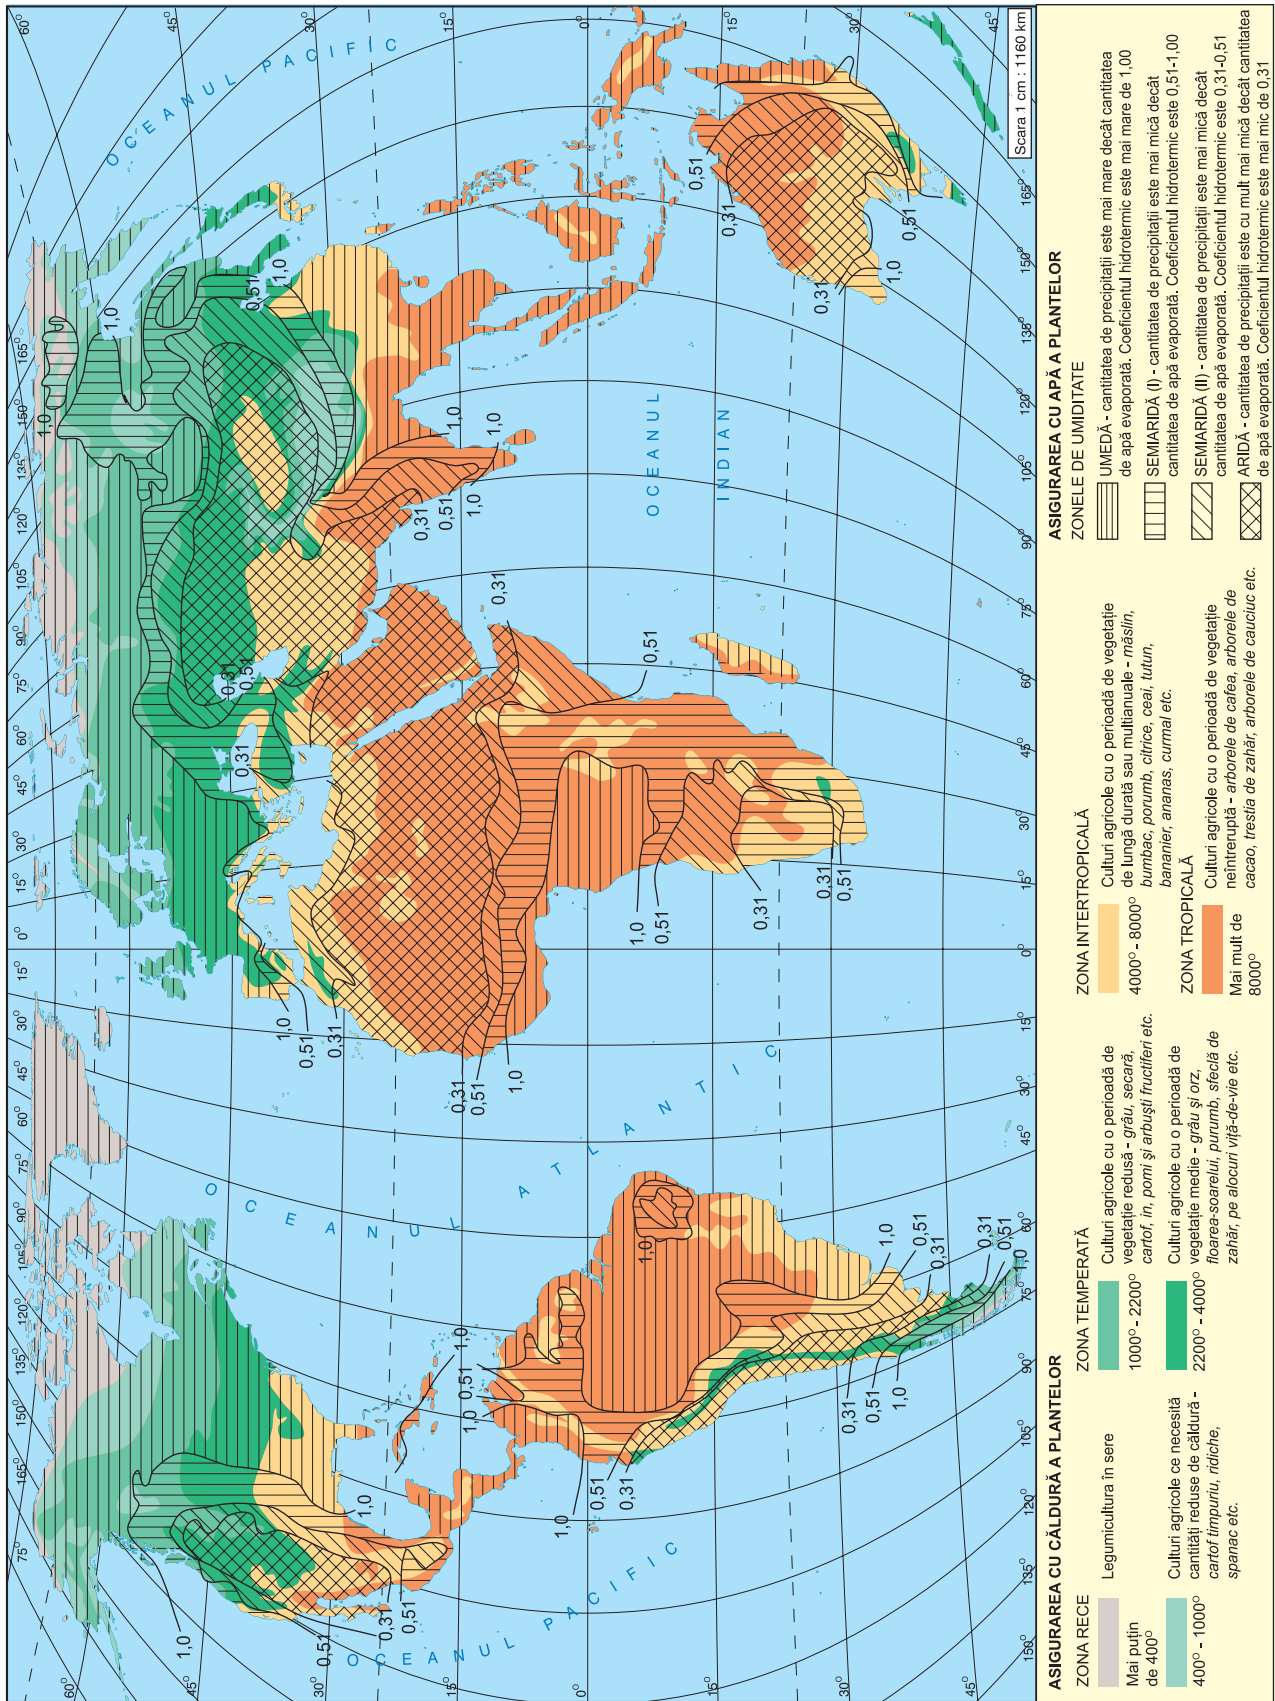 OCEANUL PACIFIC
OCEANUL ATLANTIC
OCEANUL INDIAN
OCEANUL PACIFIC
Scara 1 cm : 1160 km
ASIGURAREA CU CĂLDURĂ A PLANTELOR
ZONA RECE
Mai puțin
de 400°
Legumicultura în sere
400° - 1000°
Culturi agricole ce necesită
cantități reduse de căldură -
cartof timpuriu, ridiche,
spanac etc.
ZONA TEMPERATĂ
1000° - 2200°
Culturi agricole cu o perioadă de
vegetație redusă - grâu, secară,
cartof, in, pomi și arbuști fructiferi etc.
2200° - 4000°
Culturi agricole cu o perioadă de
vegetație medie - grâu și orz,
floarea-soarelui, purumb, sfectă de
zahăr, pe alocuri viță-de-vie etc.
ZONA INTERTROPICALĂ
4000° - 8000°
Culturi agricole cu o perioadă de vegetație
de lungă durată sau multianuale - măslin,
bumbac, porumb, citrice, ceai, tutun,
bananier, ananas, curmal etc.
ZONA TROPICALĂ
Mai mult de
8000°
Culturi agricole cu o perioadă de vegetație
neîntreruptă - arborele de cafea, arborele de
cacao, trestia de zahăr, arborele de cauciuc etc.
ASIGURAREA CU APĂ A PLANTELOR
ZONELE DE UMIDITATE
UMEDĂ - cantitatea de precipitații este mai mare decât cantitatea
de apă evaporată. Coeficientul hidrotermic este mai mare de 1,00
SEMIARIDĂ (I) - cantitatea de precipitații este mai mică decât
cantitatea de apă evaporată. Coeficientul hidrotermic este 0,51-1,00
SEMIARIDĂ (II) - cantitatea de precipitații este mai mică decât
cantitatea de apă evaporată. Coeficientul hidrotermic este 0,31-0,51
ARIDĂ - cantitatea de precipitații este cu mult mai mică decât cantitatea
de apă evaporată. Coeficientul hidrotermic este mai mic de 0,31